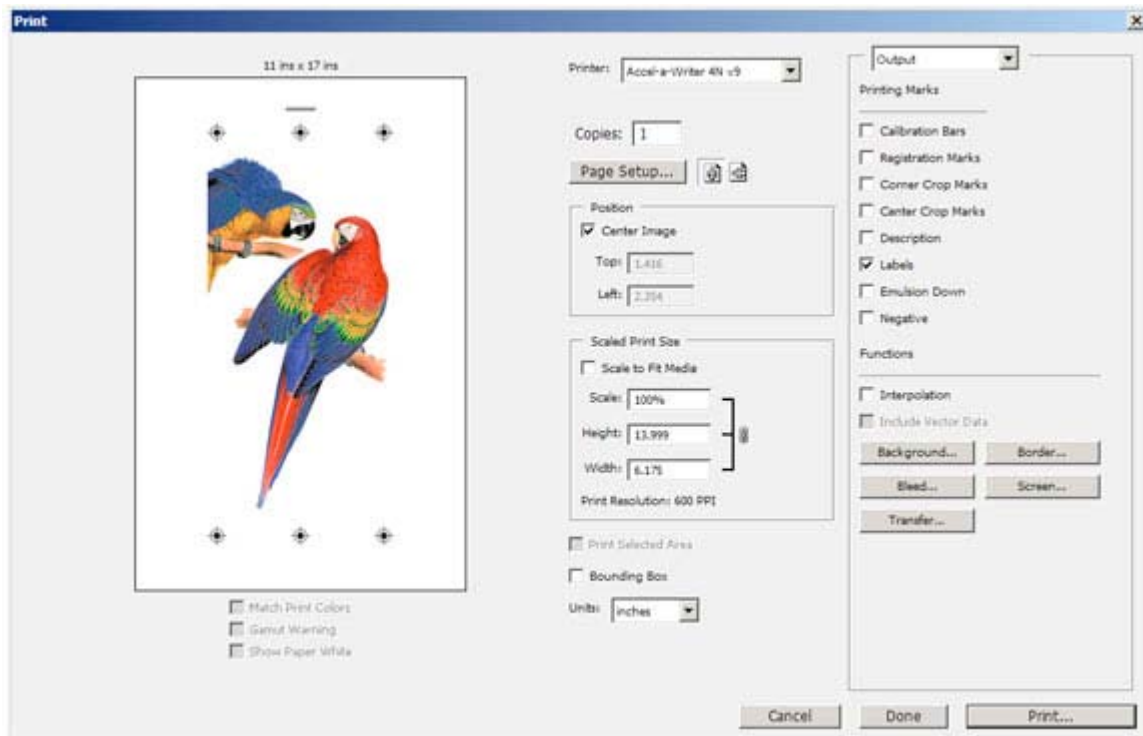 Print
11 ins x 17 ins
Match Print Colors
Gamut Warning
Show Paper White
Printer: Accel-a-Writer 4N v9
Copies: 1
Page Setup...
Position
Center Image
Top: 1.416
Left: 2.354
Scaled Print Size
Scale to Fit Media
Scale: 100%
Height: 13.999
Width: 6.175
Print Resolution: 600 PPI
Print Selected Area
Bounding Box
Units: inches
Output
Printing Marks
Calibration Bars
Registration Marks
Corner Crop Marks
Center Crop Marks
Description
Labels
Emulsion Down
Negative
Functions
Interpolation
Include Vector Data
Background... Border...
Bleed... Screen...
Transfer...
Cancel Done Print...